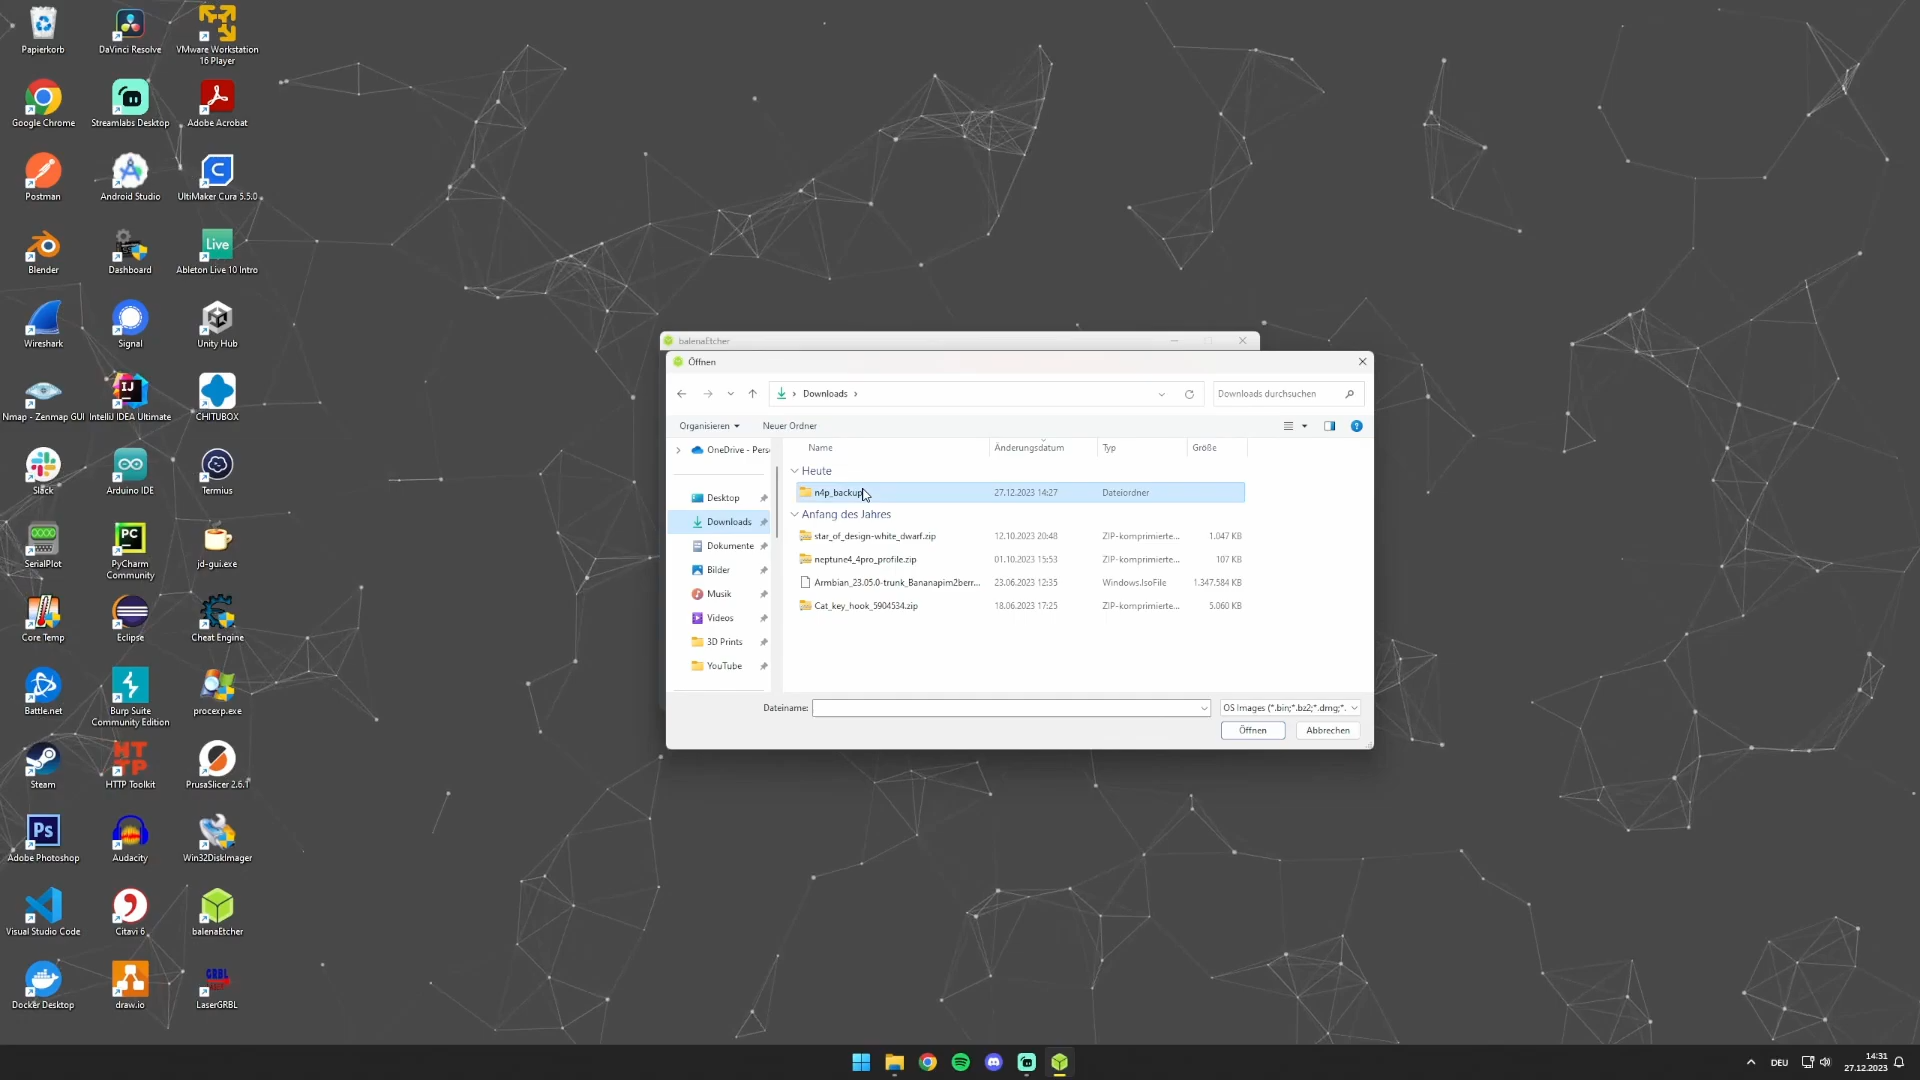 Papierkorb
DaVinci Resolve
VMware Workstation
16 Player
Google Chrome
Streamlabs Desktop
Adobe Acrobat
Postman
Android Studio
UltiMaker Cura 5.5.0
Blender
Dashboard
Live
Ableton Live 10 Intro
Wireshark
Signal
Unity Hub
Nmap - Zenmap GUI
IJ
IntelliJ IDEA Ultimate
CHITUBOX
Slack
Arduino IDE
Termius
SerialPlot
PC
PyCharm
Community
jd-gui.exe
Core Temp
Eclipse
Cheat Engine
Battle.net
Burp Suite
Community Edition
procexp.exe
Steam
HT
TP
HTTP Toolkit
PrusaSlicer 2.6.1
Ps
Adobe Photoshop
Audacity
Win32DiskImager
Visual Studio Code
Citavi 6
balenaEtcher
Docker Desktop
draw.io
GRBL
LaserGRBL
balenaEtcher
Öffnen
Downloads
Downloads durchsuchen
Organisieren
Neuer Ordner
OneDrive - Perso
Desktop
Downloads
Dokumente
Bilder
Musik
Videos
3D Prints
YouTube
Name Änderungsdatum Typ Größe
Heute
n4p_backup 27.12.2023 14:27 Dateiordner
Anfang des Jahres
star_of_design-white_dwarf.zip 12.10.2023 20:48 ZIP-komprimierte... 1.047 KB
neptune4_4pro_profile.zip 01.10.2023 15:53 ZIP-komprimierte... 107 KB
Armbian_23.05.0-trunk_Bananapim2berr... 23.06.2023 12:35 Windows.IsoFile 1.347.584 KB
Cat_key_hook_5904534.zip 18.06.2023 17:25 ZIP-komprimierte... 5.060 KB
Dateiname:
OS Images (*.bin;*.bz2;*.dmg;*.
Öffnen
Abbrechen
DEU
14:31
27.12.2023